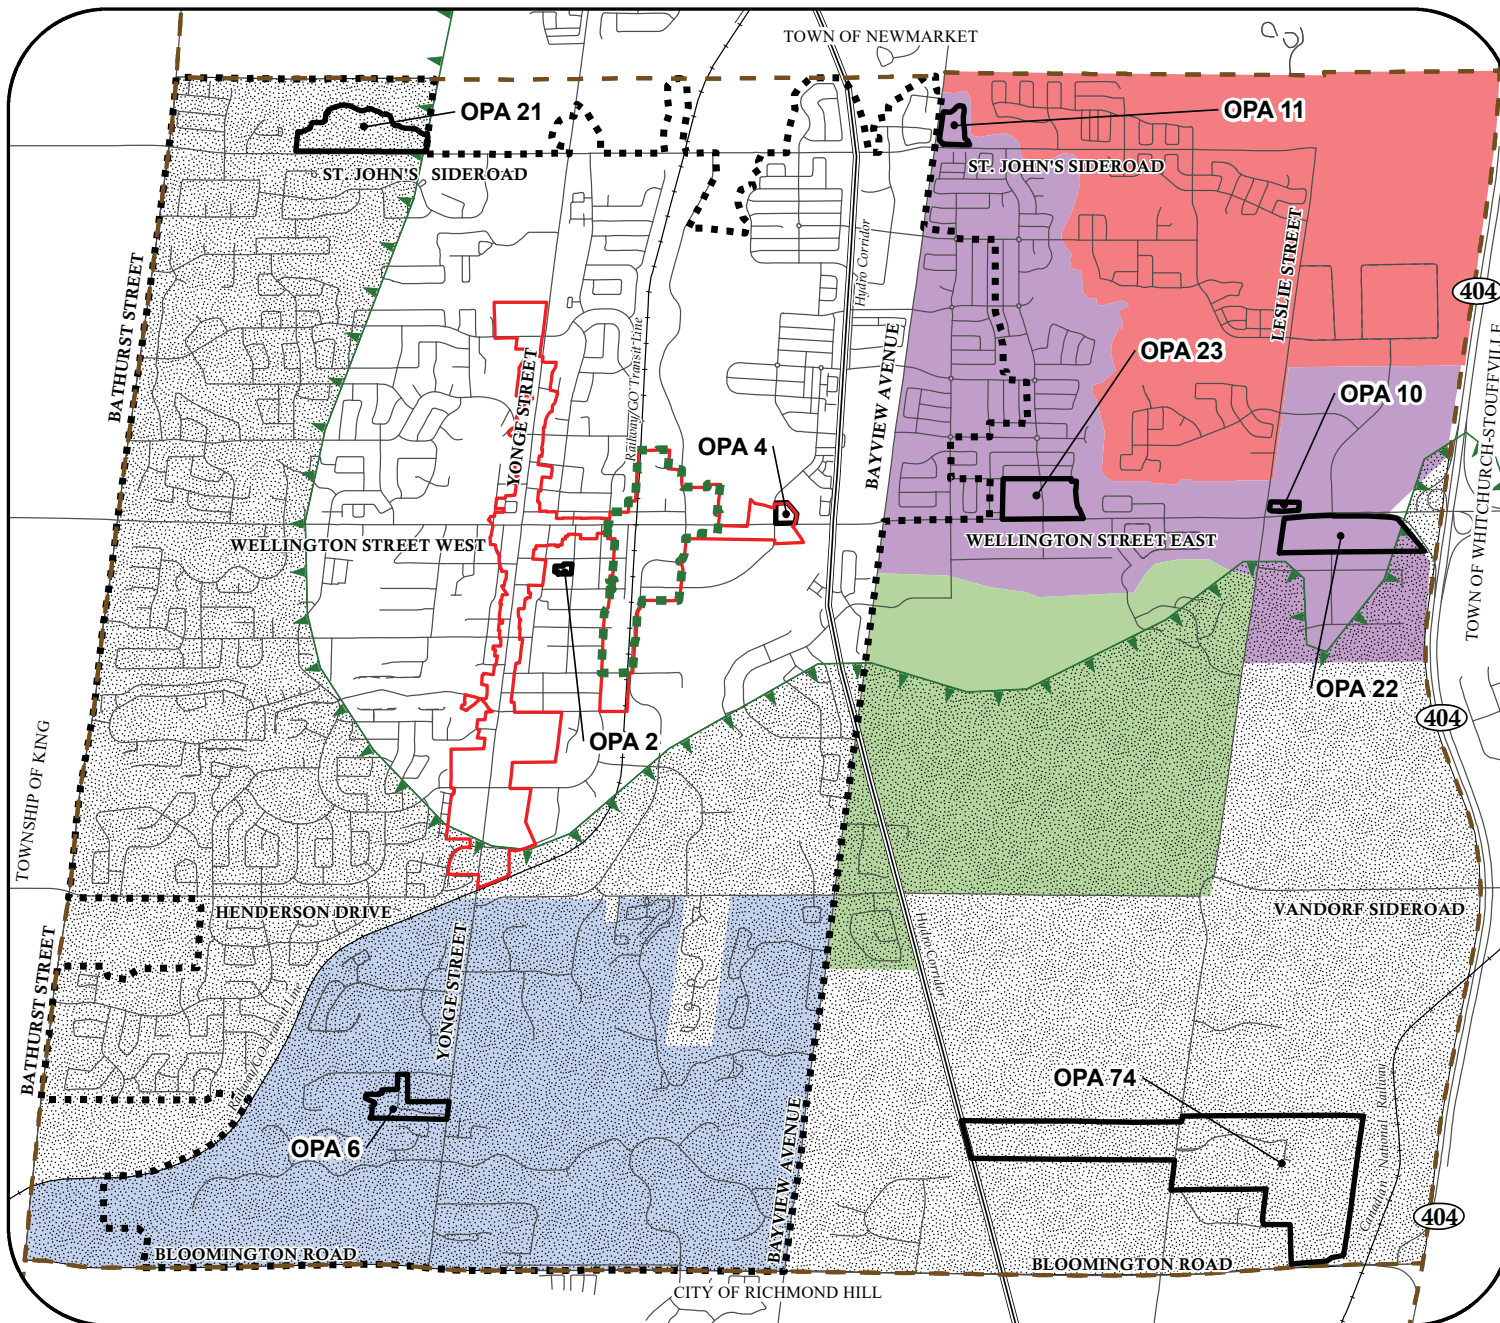 TOWN OF NEWMARKET
OPA 21
OPA 11
ST. JOHN'S SIDEROAD
ST. JOHN'S SIDEROAD
BATHURST STREET
Hydro Corridor
LESLIE STREET
404
YONGE STREET
Railway/GO Transit Line
BAYVIEW AVENUE
OPA 23
OPA 10
OPA 4
TOWN OF WHITCHURCH-STOUFFVILLE
WELLINGTON STREET WEST
WELLINGTON STREET EAST
OPA 22
OPA 2
404
TOWNSHIP OF KING
HENDERSON DRIVE
VANDORF SIDEROAD
BATHURST STREET
YONGE STREET
Hydro Corridor
Railway/GO Transit Line
OPA 74
OPA 6
BAYVIEW AVENUE
Canadian National Railway
404
BLOOMINGTON ROAD
BLOOMINGTON ROAD
CITY OF RICHMOND HILL